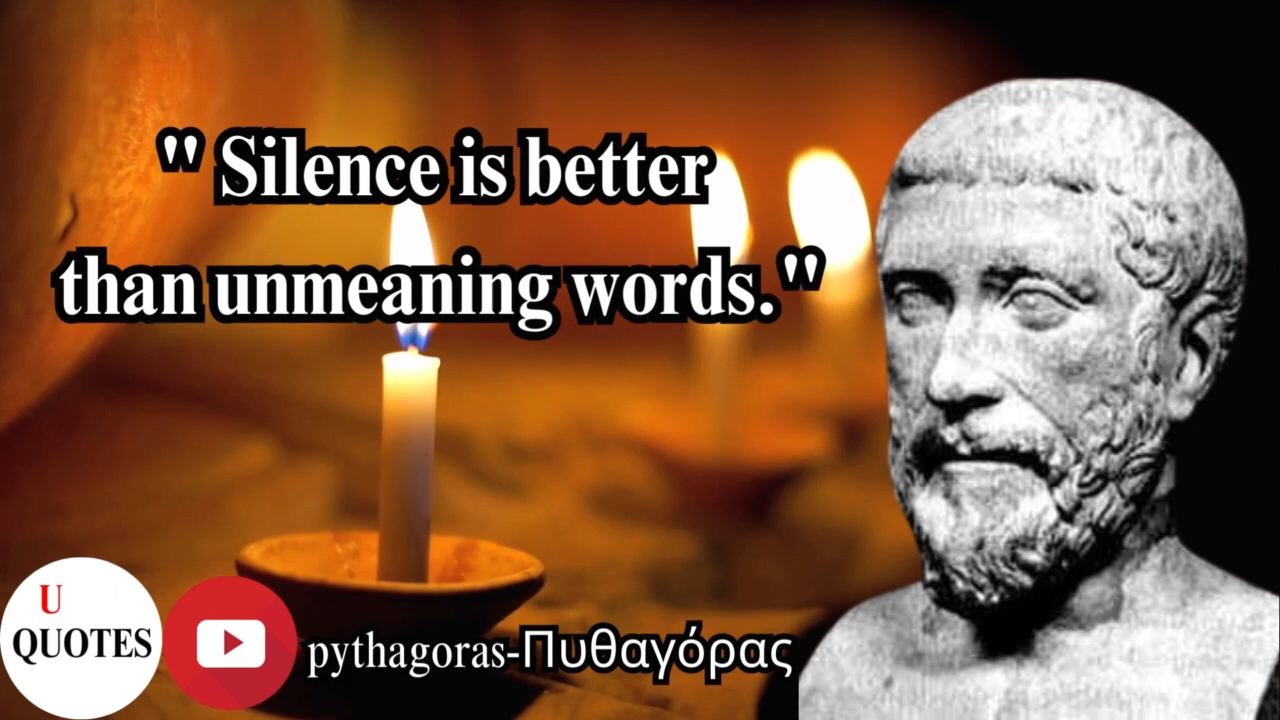 " Silence is better
than unmeaning words."
U
QUOTES
pythagoras-Πυθαγόρας